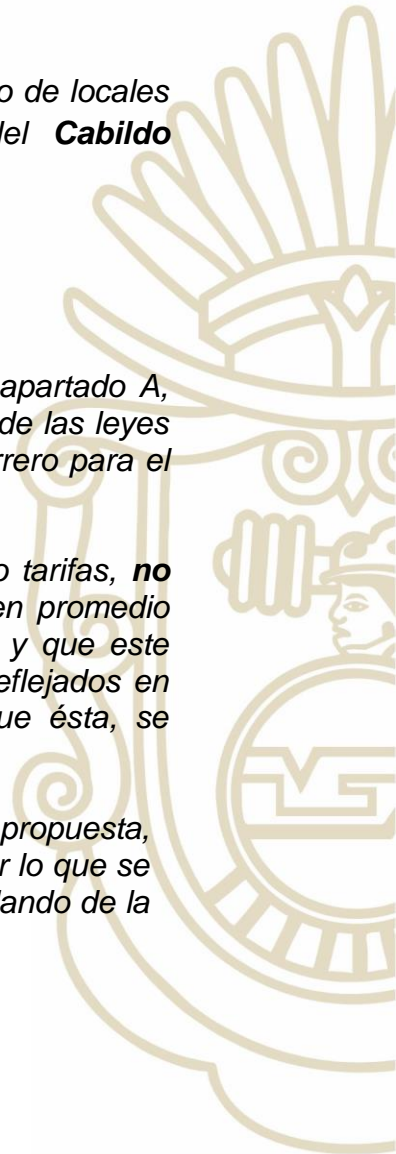 o de locales
del Cabildo
apartado A,
de las leyes
rrero para el
o tarifas, no
en promedio
y que este
eflejados en
ue ésta, se
propuesta,
r lo que se
lando de la